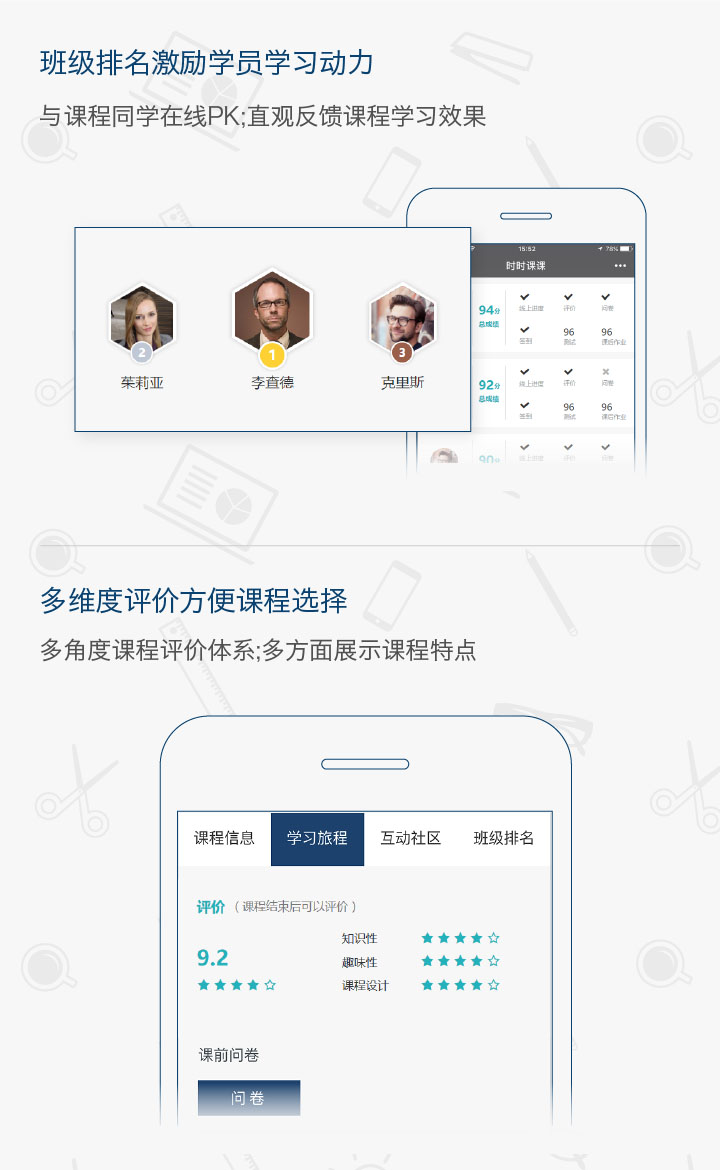 班级排名激励学员学习动力
与课程同学在线PK;直观反馈课程学习效果
15:52
78%
时时课课
94分
总成绩
线上进度 评价 问卷
签到 96 测试 96 课后作业
92分
总成绩
线上进度 评价 问卷
签到 96 测试 96 课后作业
90分
线上进度 评价 问卷
2 1 3
茱莉亚 李查德 克里斯
多维度评价方便课程选择
多角度课程评价体系;多方面展示课程特点
课程信息 学习旅程 互动社区 班级排名
评价 （ 课程结束后可以评价 ）
知识性
9.2
趣味性
课程设计
课前问卷
问 卷